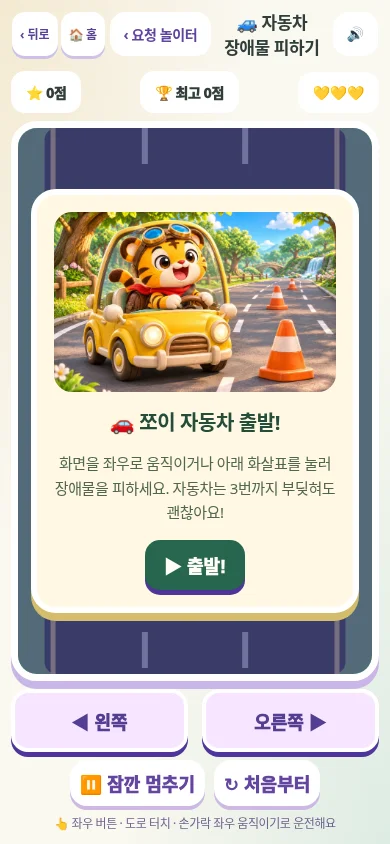 ‹ 뒤로
🏠 홈
‹ 요청 놀이터
🚙 자동차
장애물 피하기
🔊
⭐ 0점
🏆 최고 0점
💛💛💛
🚗 쪼이 자동차 출발!
화면을 좌우로 움직이거나 아래 화살표를 눌러
장애물을 피하세요. 자동차는 3번까지 부딪혀도
괜찮아요!
▶ 출발!
◀ 왼쪽
오른쪽 ▶
⏸️ 잠깐 멈추기
↻ 처음부터
👆 좌우 버튼 · 도로 터치 · 손가락 좌우 움직이기로 운전해요